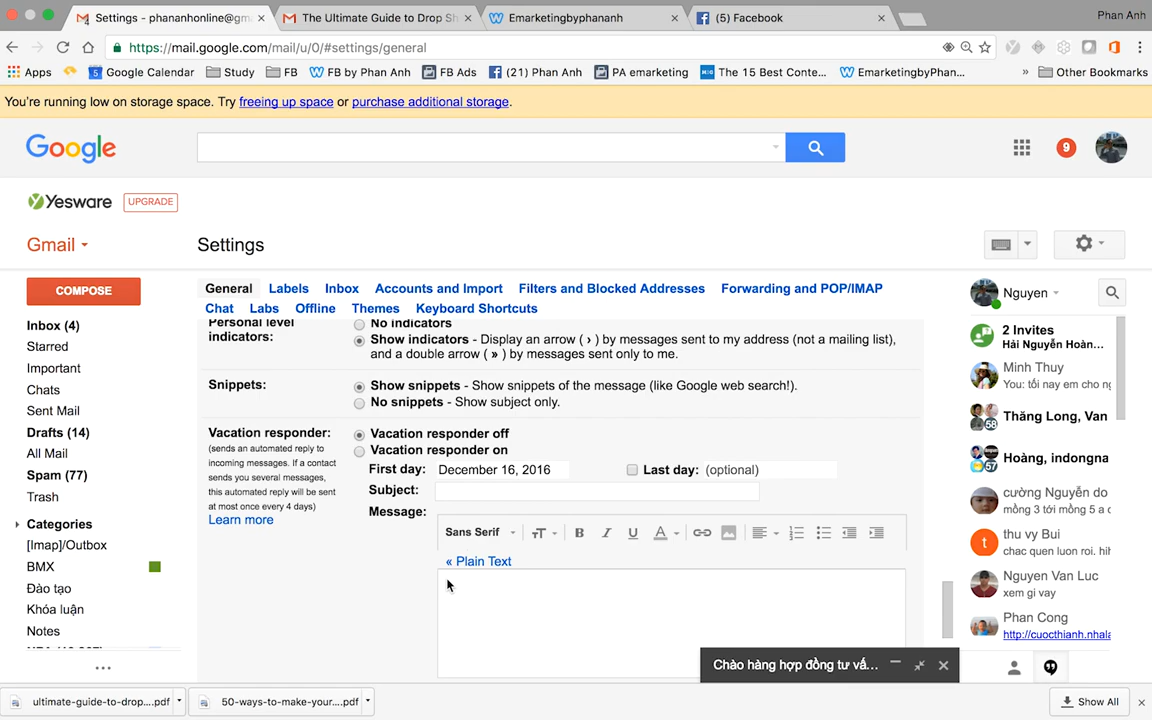 Settings - phananhonline@gm
The Ultimate Guide to Drop Sh
Emarketingbyphananh
(5) Facebook
Phan Anh
https://mail.google.com/mail/u/0/#settings/general
Apps
5 Google Calendar
Study
FB
FB by Phan Anh
FB Ads
(21) Phan Anh
PA emarketing
The 15 Best Conte...
EmarketingbyPhan...
» Other Bookmarks
You're running low on storage space. Try freeing up space or purchase additional storage.
Google
9
Yesware UPGRADE
Gmail
Settings
COMPOSE
Inbox (4)
Starred
Important
Chats
Sent Mail
Drafts (14)
All Mail
Spam (77)
Trash
Categories
[Imap]/Outbox
BMX
Đào tạo
Khóa luận
Notes
General Labels Inbox Accounts and Import Filters and Blocked Addresses Forwarding and POP/IMAP
Chat Labs Offline Themes Keyboard Shortcuts
Personal level
indicators:
No indicators
Show indicators - Display an arrow ( › ) by messages sent to my address (not a mailing list),
and a double arrow ( » ) by messages sent only to me.
Snippets:
Show snippets - Show snippets of the message (like Google web search!).
No snippets - Show subject only.
Vacation responder:
(sends an automated reply to
incoming messages. If a contact
sends you several messages,
this automated reply will be sent
at most once every 4 days)
Learn more
Vacation responder off
Vacation responder on
First day: December 16, 2016 Last day: (optional)
Subject:
Message:
Sans Serif
« Plain Text
Nguyen
2 Invites
Hải Nguyễn Hoàn...
Minh Thuy
You: tối nay em cho ng
Thăng Long, Van
58
Hoàng, indongna
57
cường Nguyễn do
mồng 3 tới mồng 5 a c
t
thu vy Bui
chac quen luon roi. hih
Nguyen Van Luc
xem gi vay
Phan Cong
http://cuocthianh.nhala
Chào hàng hợp đồng tư vấ...
ultimate-guide-to-drop....pdf
50-ways-to-make-your....pdf
Show All